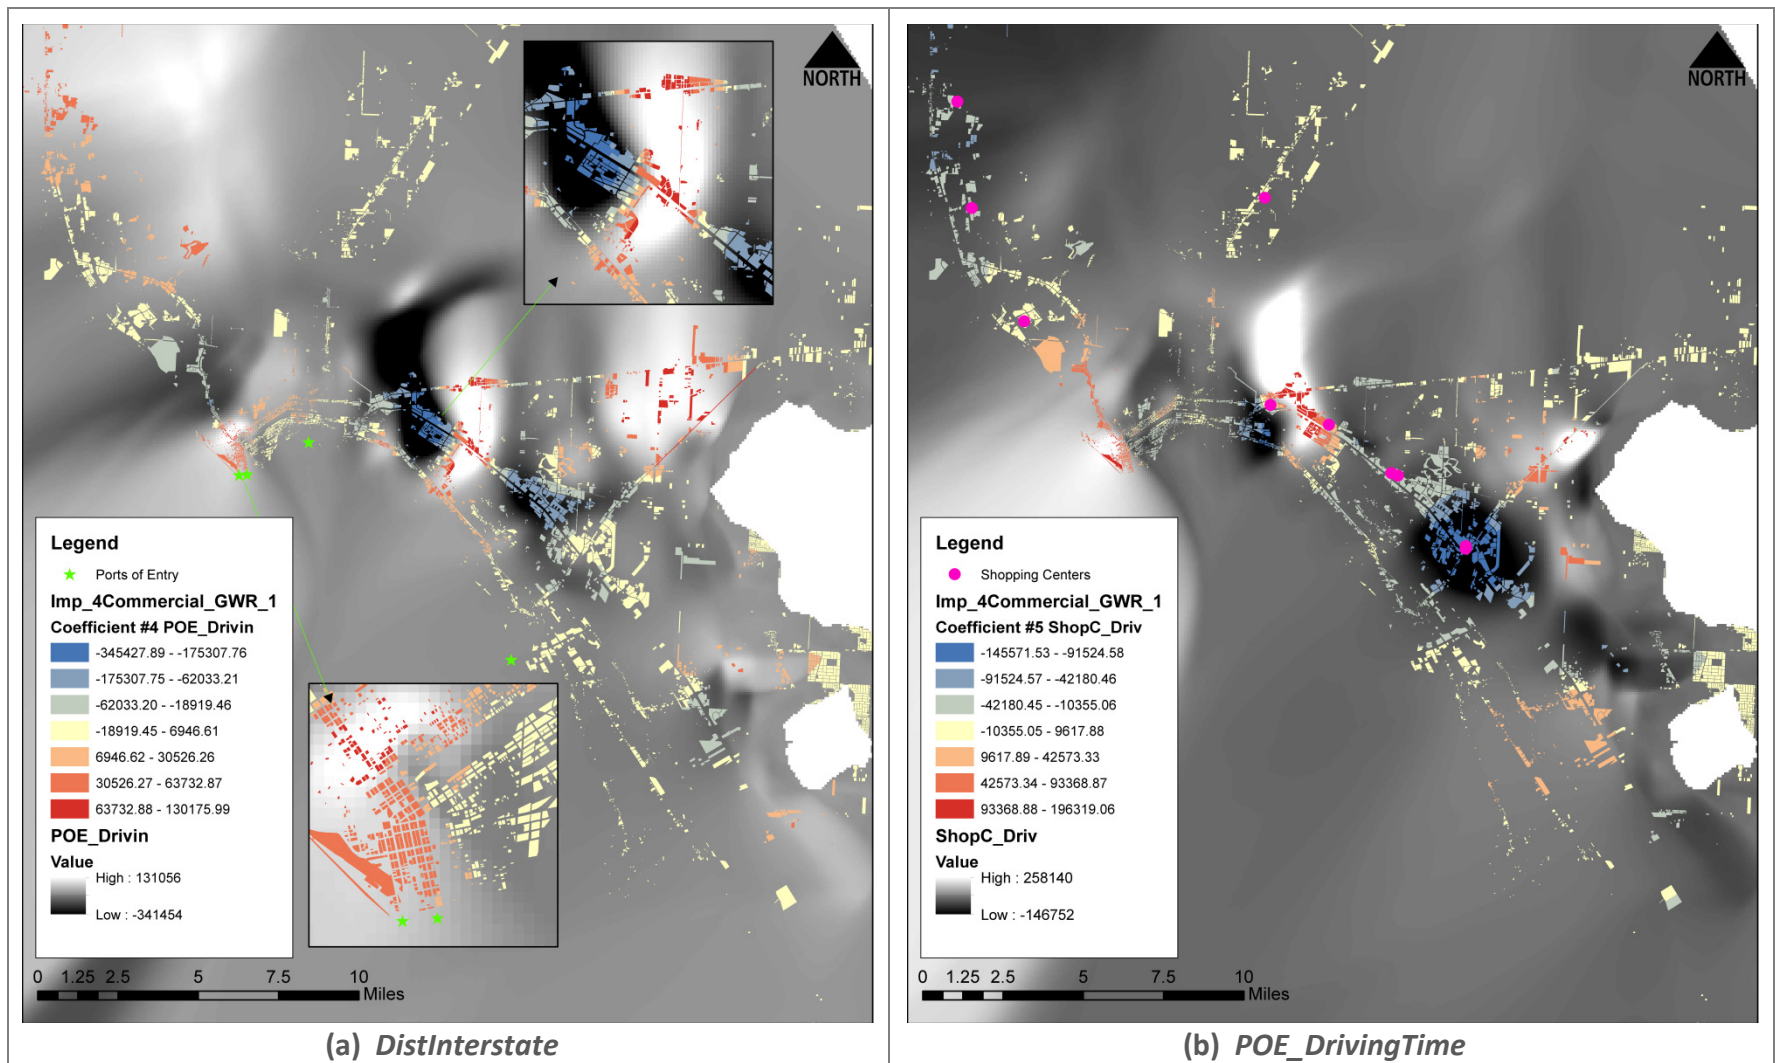 NORTH
Legend
Ports of Entry
Imp_4Commercial_GWR_1
Coefficient #4 POE_Drivin
-345427.89 - -175307.76
-175307.75 - -62033.21
-62033.20 - -18919.46
-18919.45 - 6946.61
6946.62 - 30526.26
30526.27 - 63732.87
63732.88 - 130175.99
POE_Drivin
Value
High : 131056
Low : -341454
0 1.25 2.5 5 7.5 10
Miles
(a) DistInterstate
NORTH
Legend
Shopping Centers
Imp_4Commercial_GWR_1
Coefficient #5 ShopC_Driv
-145571.53 - -91524.58
-91524.57 - -42180.46
-42180.45 - -10355.06
-10355.05 - 9617.88
9617.89 - 42573.33
42573.34 - 93368.87
93368.88 - 196319.06
ShopC_Driv
Value
High : 258140
Low : -146752
0 1.25 2.5 5 7.5 10
Miles
(b) POE_DrivingTime